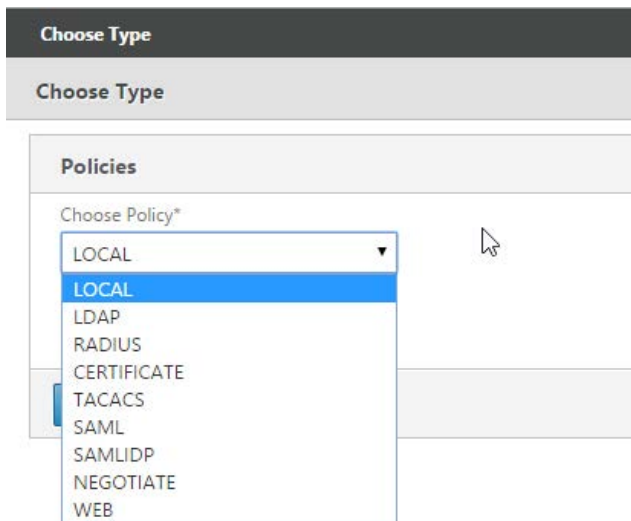 Choose Type
Choose Type
Policies
Choose Policy*
LOCAL
LOCAL
LDAP
RADIUS
CERTIFICATE
TACACS
SAML
SAMLIDP
NEGOTIATE
WEB